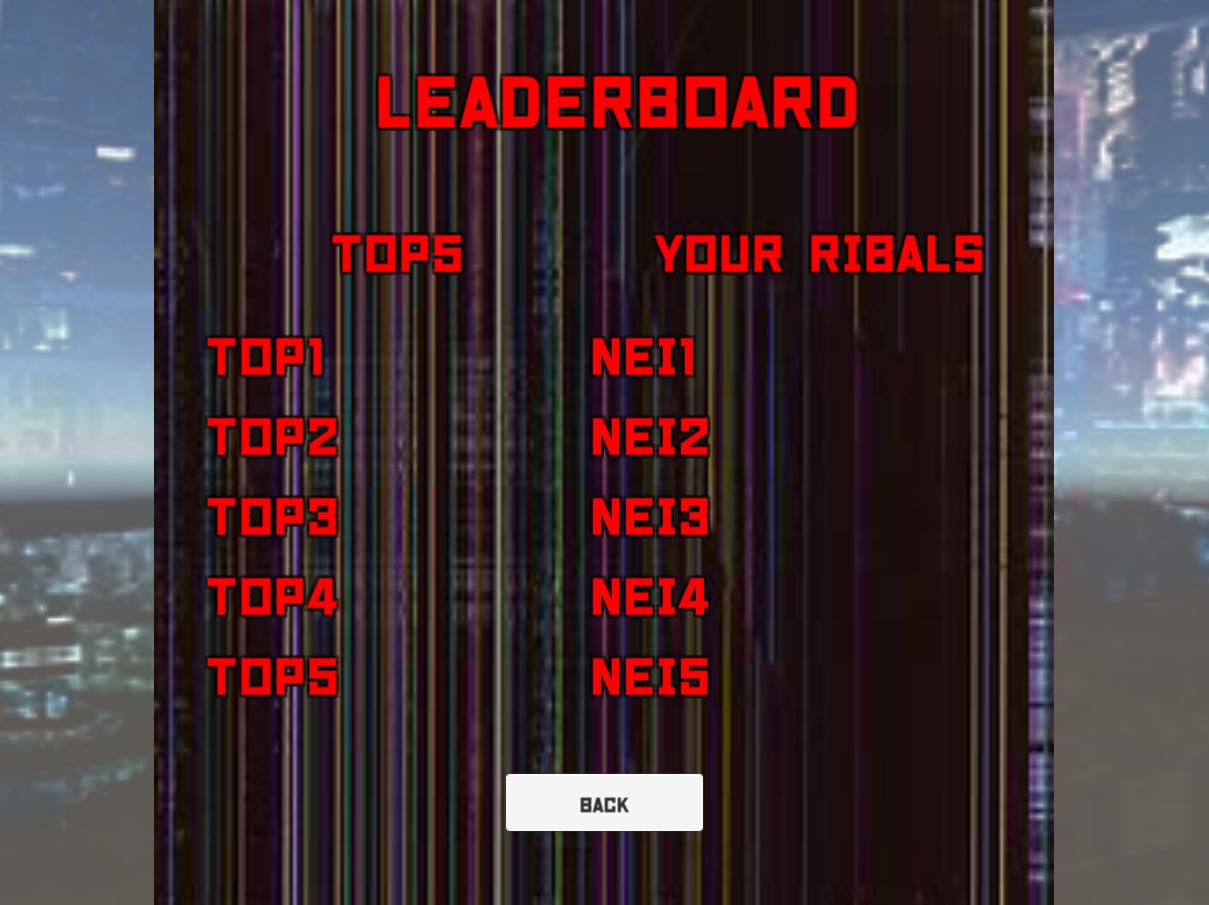 LEADERBOARD
TOP5 YOUR RIBALS
TOP1 NEI1
TOP2 NEI2
TOP3 NEI3
TOP4 NEI4
TOP5 NEI5
BACK